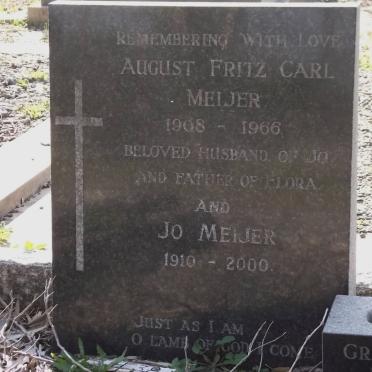 REMEMBERING WITH LOVE
AUGUST FRITZ CARL
MEIJER
1908 - 1966
BELOVED HUSBAND OF JO
AND FATHER OF FLORA
AND
JO MEIJER
1910 - 2000
JUST AS I AM
O LAMB OF GOD I COME
GR